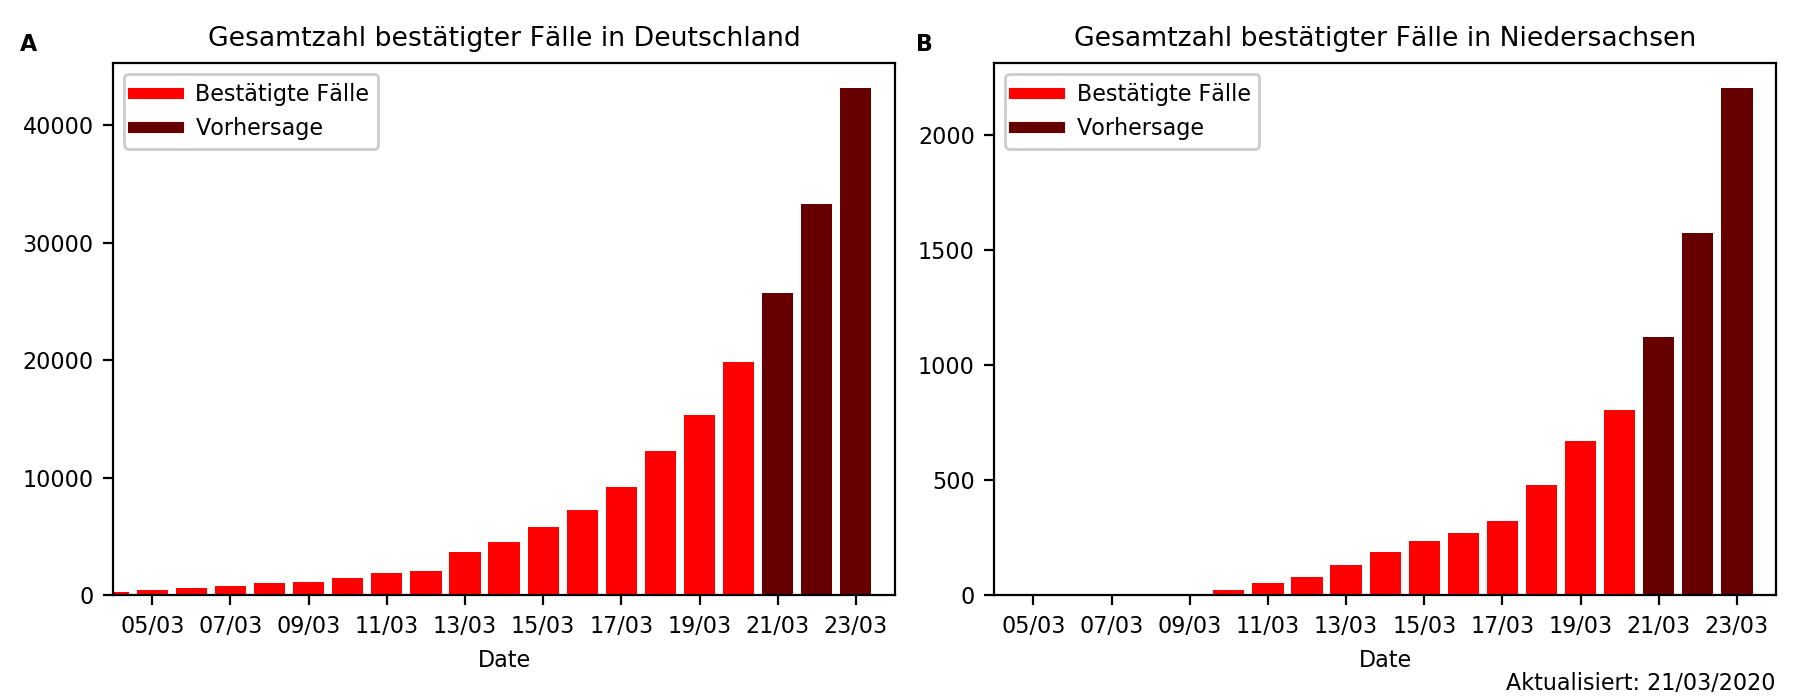 A
Gesamtzahl bestätigter Fälle in Deutschland
Bestätigte Fälle
Vorhersage
40000
30000
20000
10000
0
05/03 07/03 09/03 11/03 13/03 15/03 17/03 19/03 21/03 23/03
Date
B
Gesamtzahl bestätigter Fälle in Niedersachsen
Bestätigte Fälle
Vorhersage
2000
1500
1000
500
0
05/03 07/03 09/03 11/03 13/03 15/03 17/03 19/03 21/03 23/03
Date
Aktualisiert: 21/03/2020